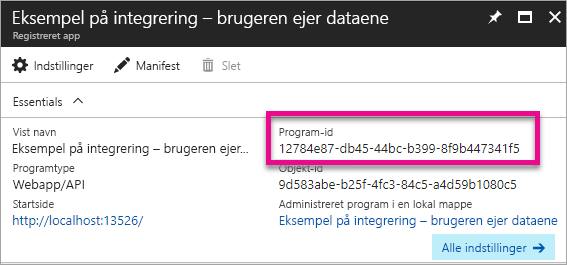 Eksempel på integrering – brugeren ejer dataene
Registreret app
Indstillinger Manifest Slet
Essentials
Vist navn
Eksempel på integrering – brugeren ejer...
Programtype
Webapp/API
Startside
http://localhost:13526/
Program-id
12784e87-db45-44bc-b399-8f9b447341f5
Objekt-id
9d583abe-b25f-4fc3-84c5-a4d59b1080c5
Administreret program i en lokal mappe
Eksempel på integrering – brugeren ejer dataene
Alle indstillinger →